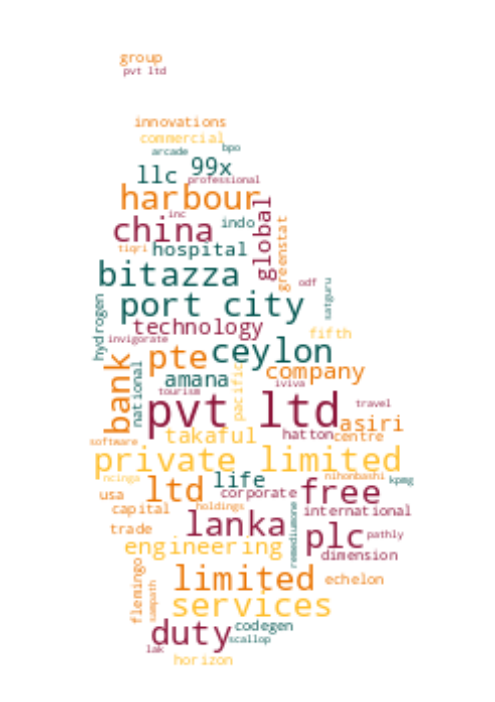 group
pvt ltd
innovations
commercial
arcade bpo
llc 99x
professional
harbour
inc
china indo global
tiqri hospital greenstat
bitazza odf
hydrogen port city satguru
technology fifth
invigorate
pte ceylon
bank national amana pacific company
iviva
tourism
pvt ltd travel
asiri
takaful hatton centre
software
private limited
ncinga life nihonbashi kpmg
usa ltd corporate free
capital holdings international
lanka plc
trade remediumone pathly
engineering dimension
flemingo limited echelon
sampath services
duty codegen
scallop
lak
horizon